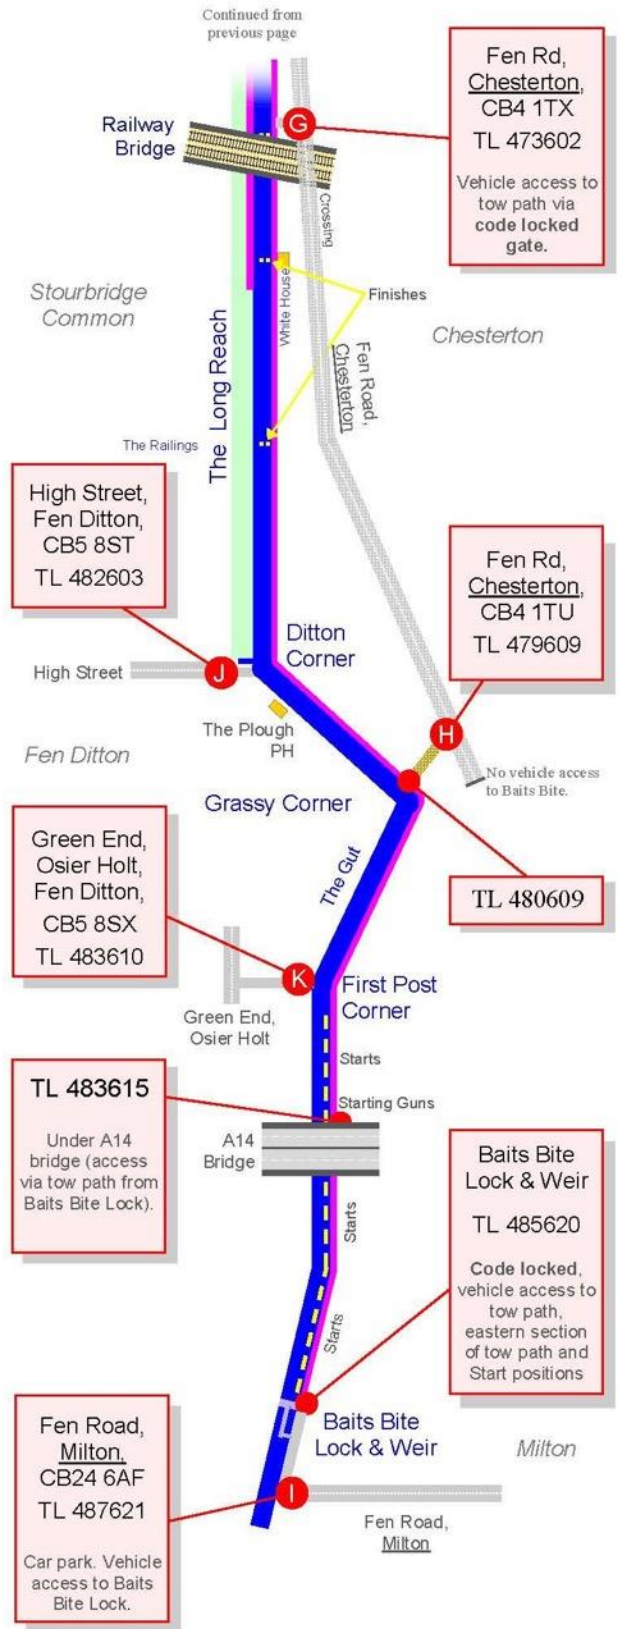 Continued from
previous page
Fen Rd,
Chesterton,
CB4 1TX
TL 473602
Vehicle access to
tow path via
code locked
gate.
G
Railway
Bridge
Crossing
Stourbridge
Common
White House
Finishes
Chesterton
The Long Reach
Fen Road,
Chesterton
The Railings
High Street,
Fen Ditton,
CB5 8ST
TL 482603
Fen Rd,
Chesterton,
CB4 1TU
TL 479609
Ditton
Corner
High Street
J
The Plough
PH
H
Fen Ditton
No vehicle access
to Baits Bite.
Grassy Corner
Green End,
Osier Holt,
Fen Ditton,
CB5 8SX
TL 483610
The Gut
TL 480609
K
First Post
Corner
Green End,
Osier Holt
Starts
TL 483615
Under A14
bridge (access
via tow path from
Baits Bite Lock).
Starting Guns
A14
Bridge
Baits Bite
Lock & Weir
TL 485620
Code locked,
vehicle access to
tow path,
eastern section
of tow path and
Start positions
Starts
Starts
Fen Road,
Milton,
CB24 6AF
TL 487621
Car park. Vehicle
access to Baits
Bite Lock.
Baits Bite
Lock & Weir
Milton
I
Fen Road,
Milton